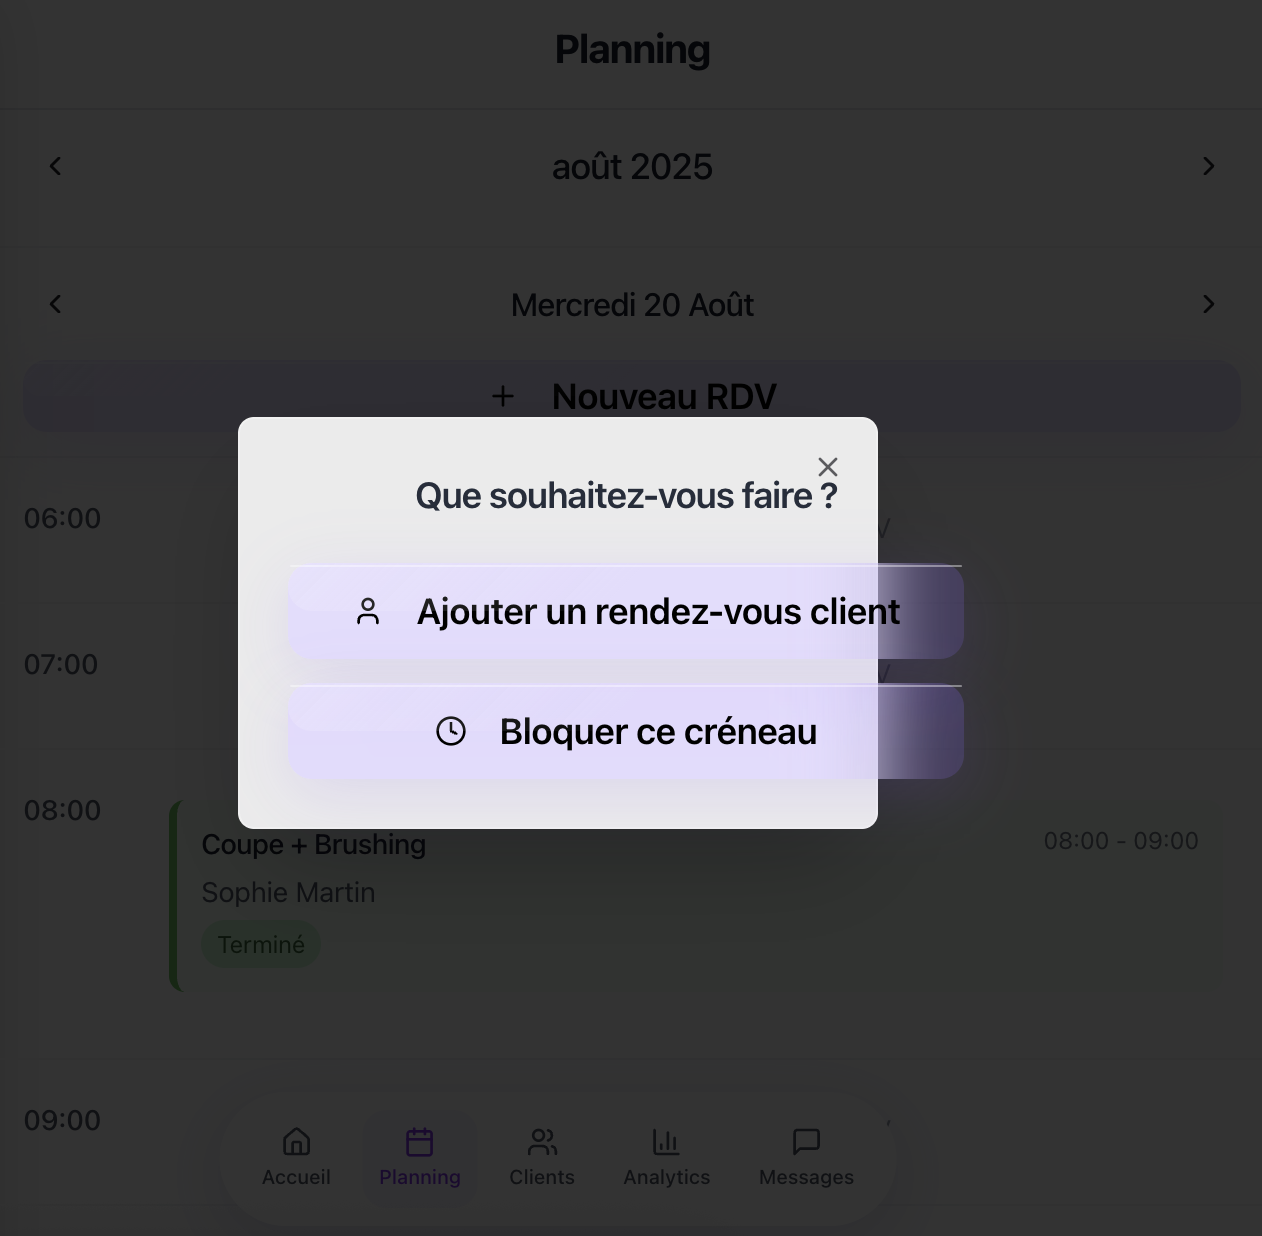 Planning
août 2025
Mercredi 20 Août
Nouveau RDV
Que souhaitez-vous faire ?
06:00
Ajouter un rendez-vous client
07:00
Bloquer ce créneau
08:00
Coupe + Brushing
08:00 - 09:00
Sophie Martin
Terminé
09:00
Accueil
Planning
Clients
Analytics
Messages